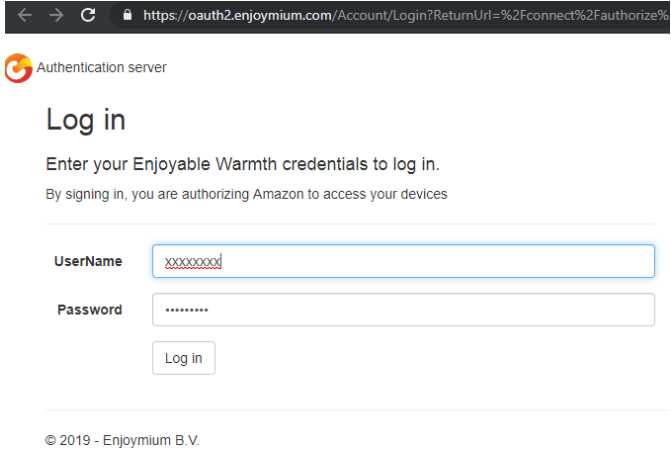 https://oauth2.enjoymium.com/Account/Login?ReturnUrl=%2Fconnect%2Fauthorize%
Authentication server
Log in
Enter your Enjoyable Warmth credentials to log in.
By signing in, you are authorizing Amazon to access your devices
UserName xxxxxxxx
Password •••••••••
Log in
© 2019 - Enjoymium B.V.